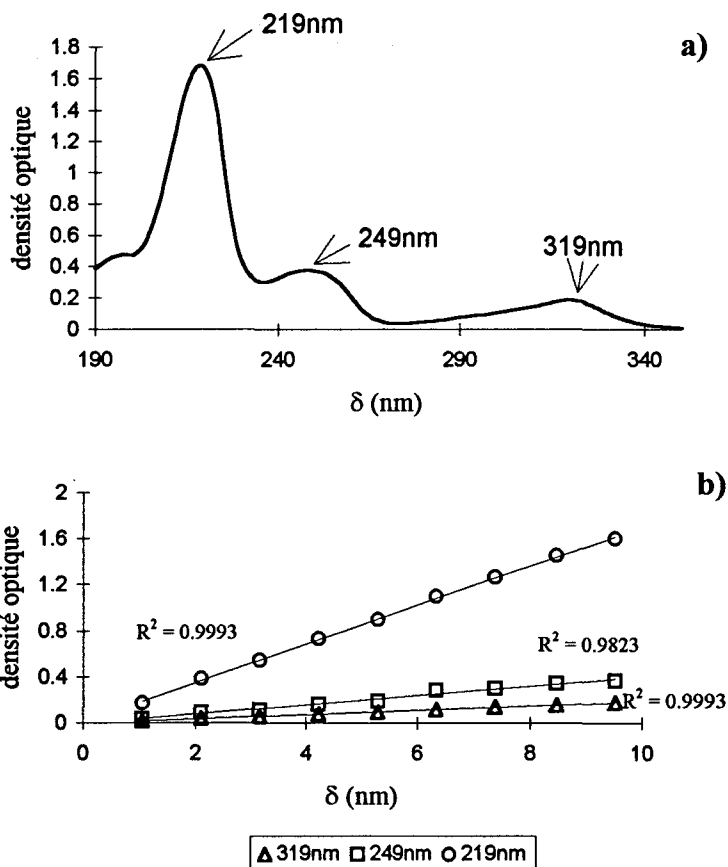 219nm
a)
249nm
319nm
densité optique
1.8
1.6
1.4
1.2
1
0.8
0.6
0.4
0.2
0
190
240
290
340
δ (nm)
b)
densité optique
2
1.6
1.2
0.8
0.4
0
R² = 0.9993
R² = 0.9823
R² = 0.9993
0
2
4
6
8
10
δ (nm)
319nm 249nm 219nm